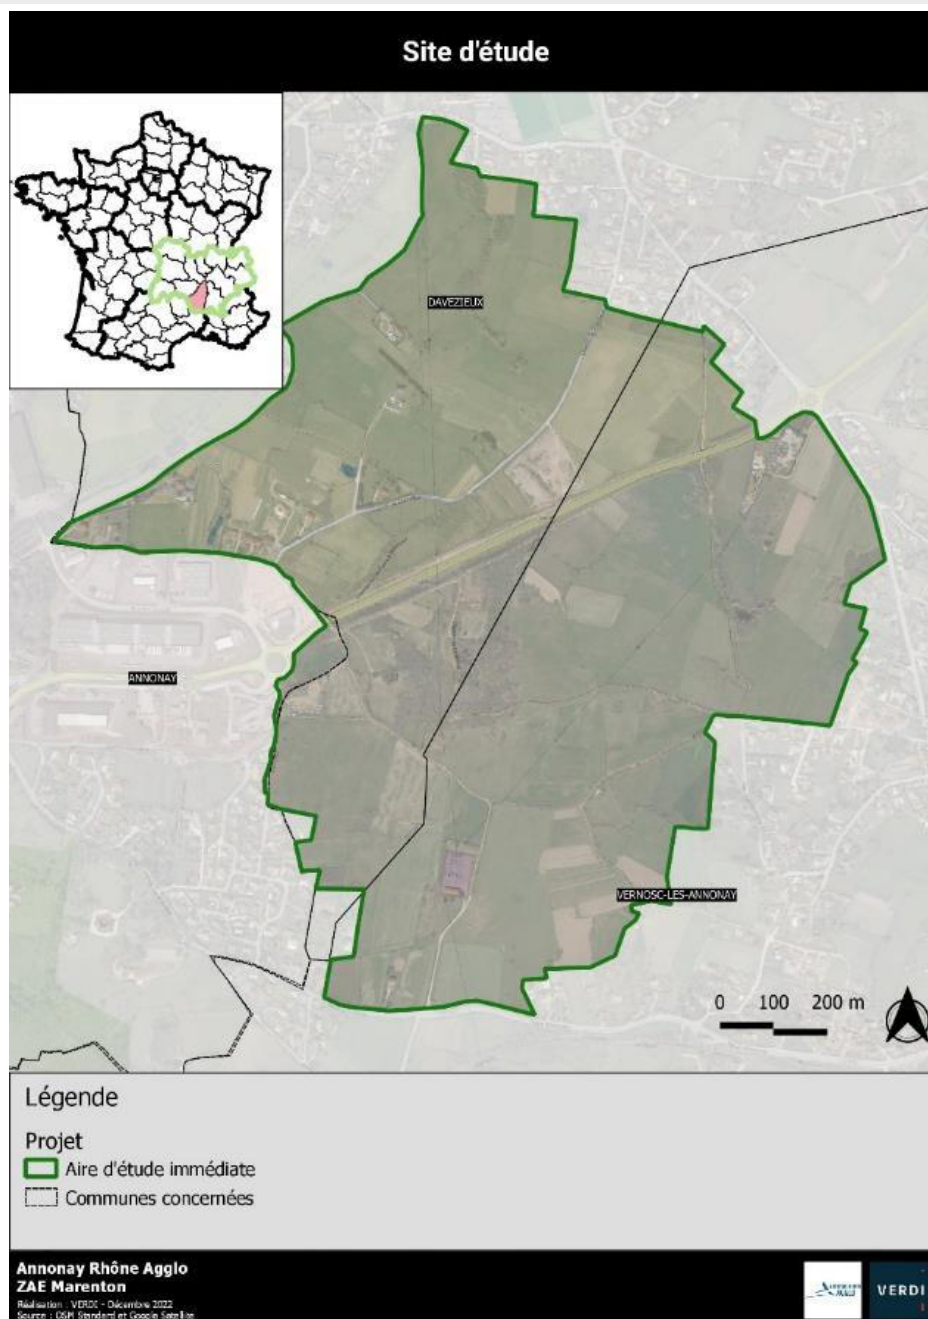 Site d'étude
DAVEZIEUX
ANNONAY
VERNOSC-LES-ANNONAY
0 100 200 m
Légende
Projet
Aire d'étude immédiate
Communes concernées
Annonay Rhône Agglo
ZAE Marenton
Réalisation : VERDI - Décembre 2022
Source : OSM Standard et Google Satellite
VERDI